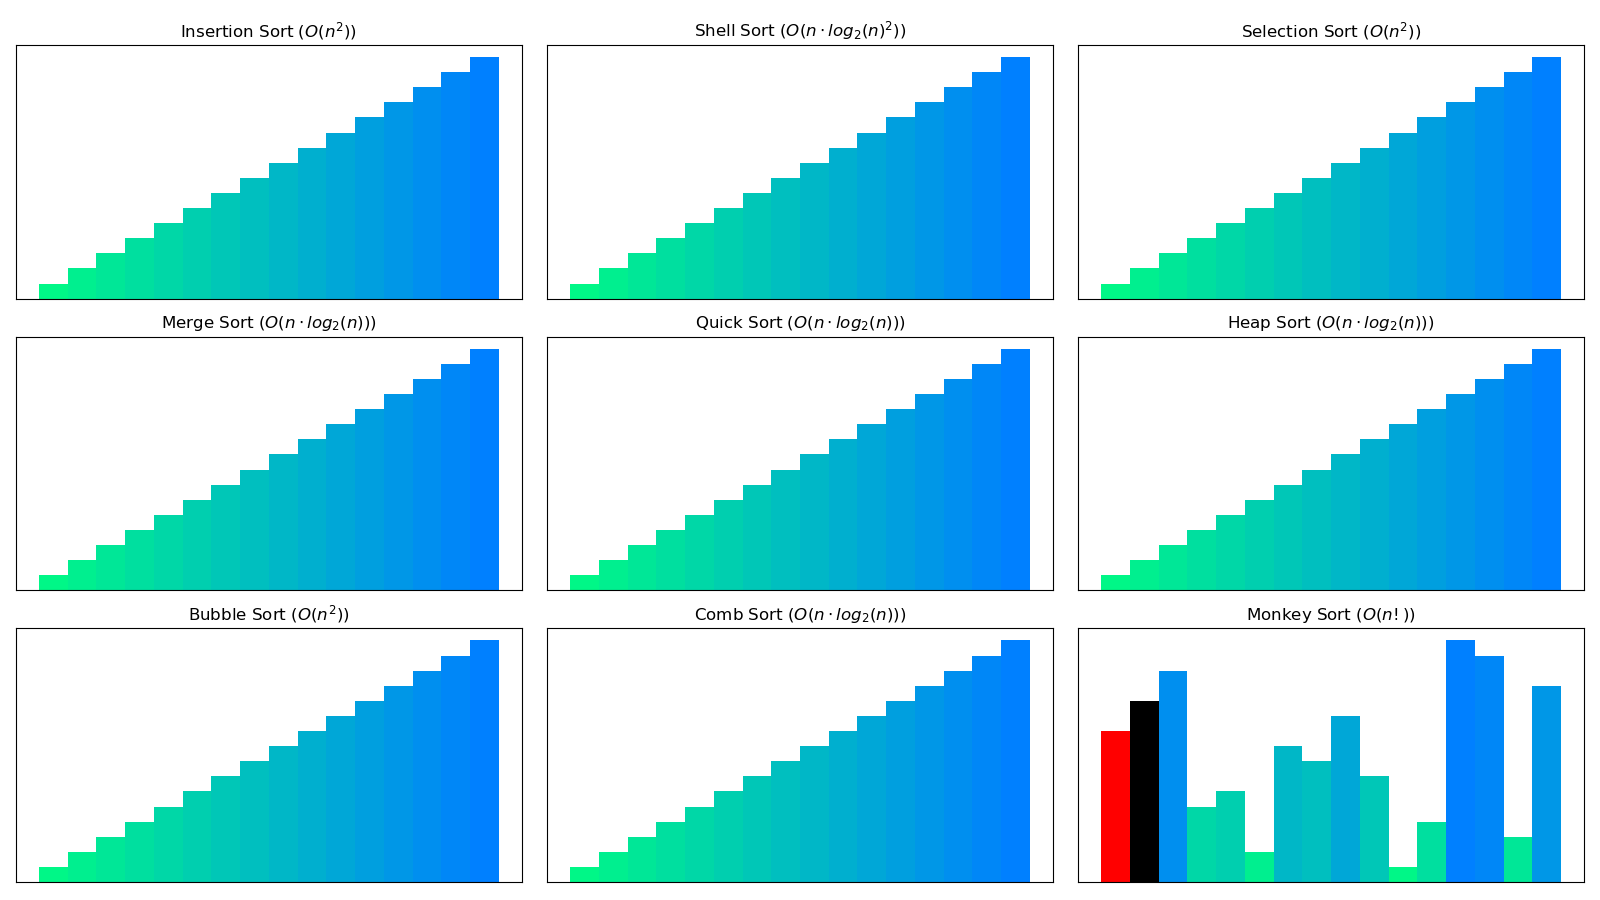 Insertion Sort (O(n²))
Shell Sort (O(n · log₂(n)²))
Selection Sort (O(n²))
Merge Sort (O(n · log₂(n)))
Quick Sort (O(n · log₂(n)))
Heap Sort (O(n · log₂(n)))
Bubble Sort (O(n²))
Comb Sort (O(n · log₂(n)))
Monkey Sort (O(n!))